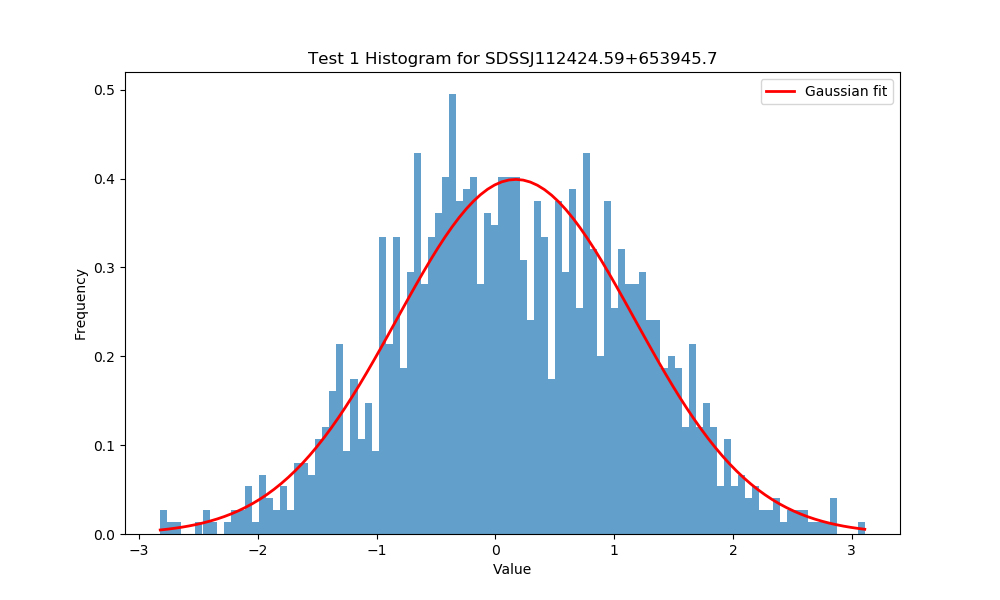 Test 1 Histogram for SDSSJ112424.59+653945.7
Gaussian fit
Frequency
0.5
0.4
0.3
0.2
0.1
0.0
−3 −2 −1 0 1 2 3
Value